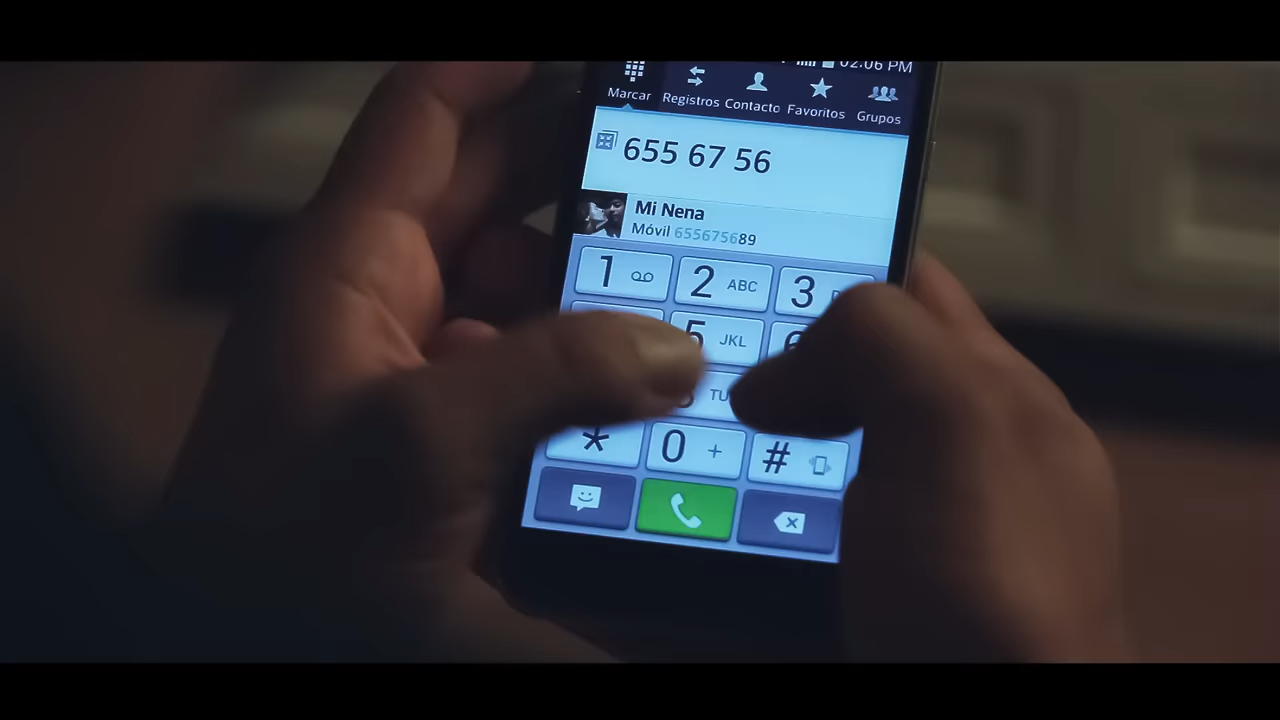 02:06 PM
Marcar Registros Contacto Favoritos Grupos
655 67 56
Mi Nena
Móvil 655675689
1 2 ABC 3
5 JKL
* 0 + #